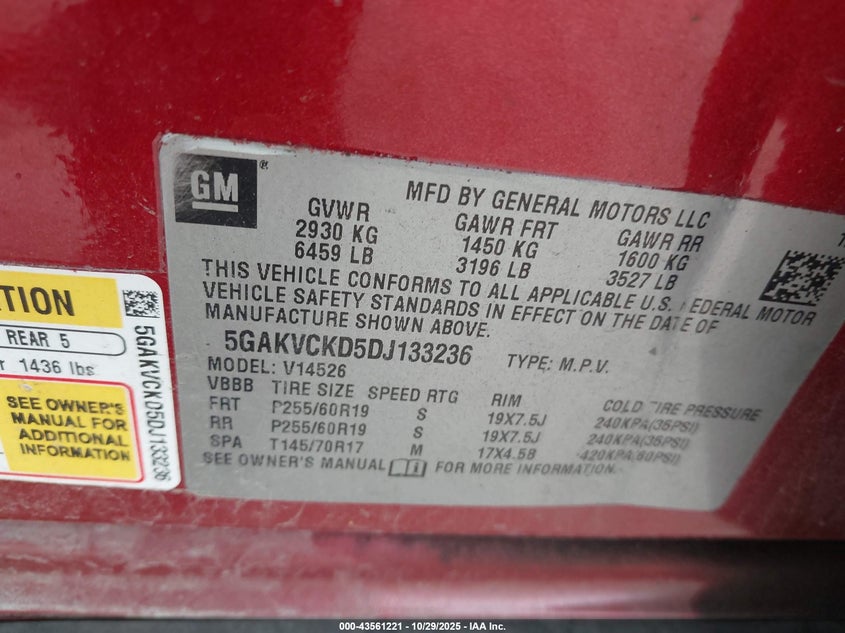 GM
MFD BY GENERAL MOTORS LLC
GVWR GAWR FRT GAWR RR
2930 KG 1450 KG 1600 KG
6459 LB 3196 LB 3527 LB
THIS VEHICLE CONFORMS TO ALL APPLICABLE U.S. FEDERAL MOTOR
VEHICLE SAFETY STANDARDS IN EFFECT ON THE DATE OF
MANUFACTURE SHOWN ABOVE.
5GAKVCKD5DJ133236 TYPE: M.P.V.
MODEL: V14526
VBBB TIRE SIZE SPEED RTG RIM COLD TIRE PRESSURE
FRT P255/60R19 S 19X7.5J 240KPA(35PSI)
RR P255/60R19 S 19X7.5J 240KPA(35PSI)
SPA T145/70R17 M 17X4.5B 420KPA(60PSI)
SEE OWNER'S MANUAL FOR MORE INFORMATION.
REAR 5
1436 lbs
SEE OWNER'S
MANUAL FOR
ADDITIONAL
INFORMATION
5GAKVCKD5DJ133236
000-43561221 | 10/29/2025 - IAA Inc.